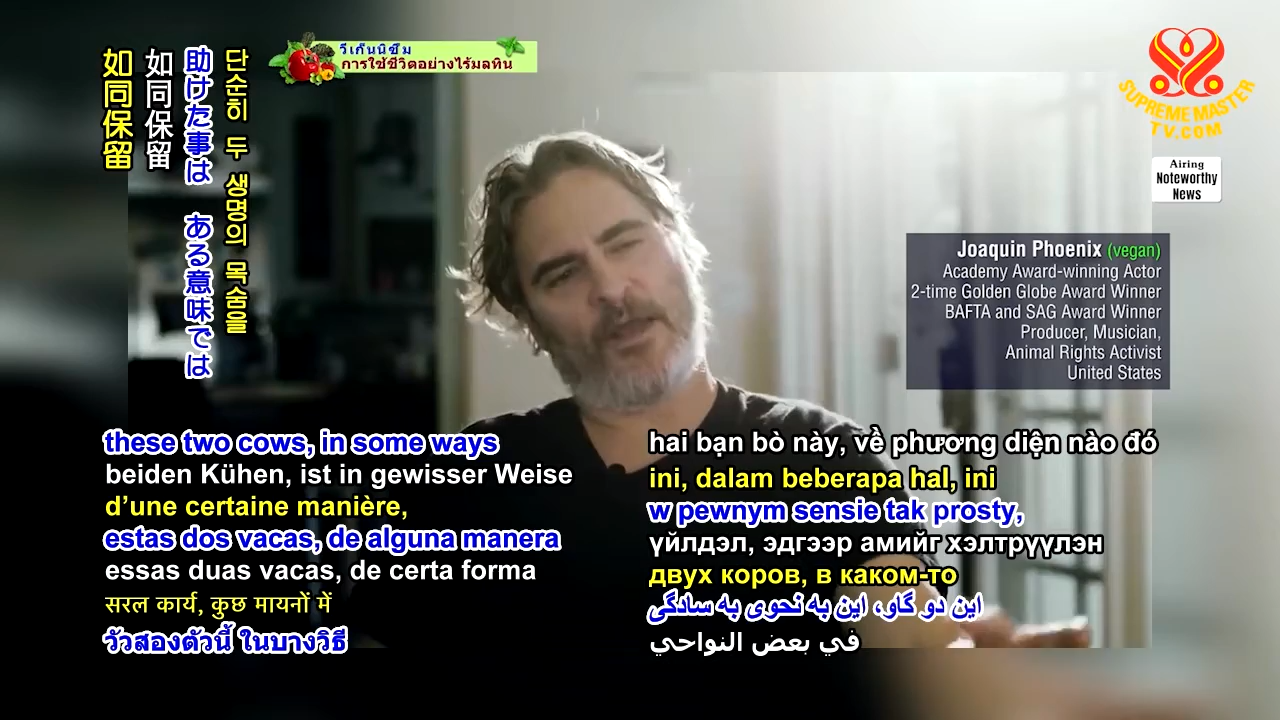 如同保留
如同保留
助けた事は ある意味では
단순히 두 생명의 목숨을
วีเก้นนิซึม
การใช้ชีวิตอย่างไร้มลทิน
SUPREME MASTER
TV.COM
Airing
Noteworthy
News
Joaquin Phoenix (vegan)
Academy Award-winning Actor
2-time Golden Globe Award Winner
BAFTA and SAG Award Winner
Producer, Musician,
Animal Rights Activist
United States
these two cows, in some ways
beiden Kühen, ist in gewisser Weise
d’une certaine manière,
estas dos vacas, de alguna manera
essas duas vacas, de certa forma
सरल कार्य, कुछ मायनों में
วัวสองตัวนี้ ในบางวิธี
hai bạn bò này, về phương diện nào đó
ini, dalam beberapa hal, ini
w pewnym sensie tak prosty,
үйлдэл, эдгээр амийг хэлтрүүлэн
двух коров, в каком-то
این دو گاو، این به نحوی به سادگی
في بعض النواحي